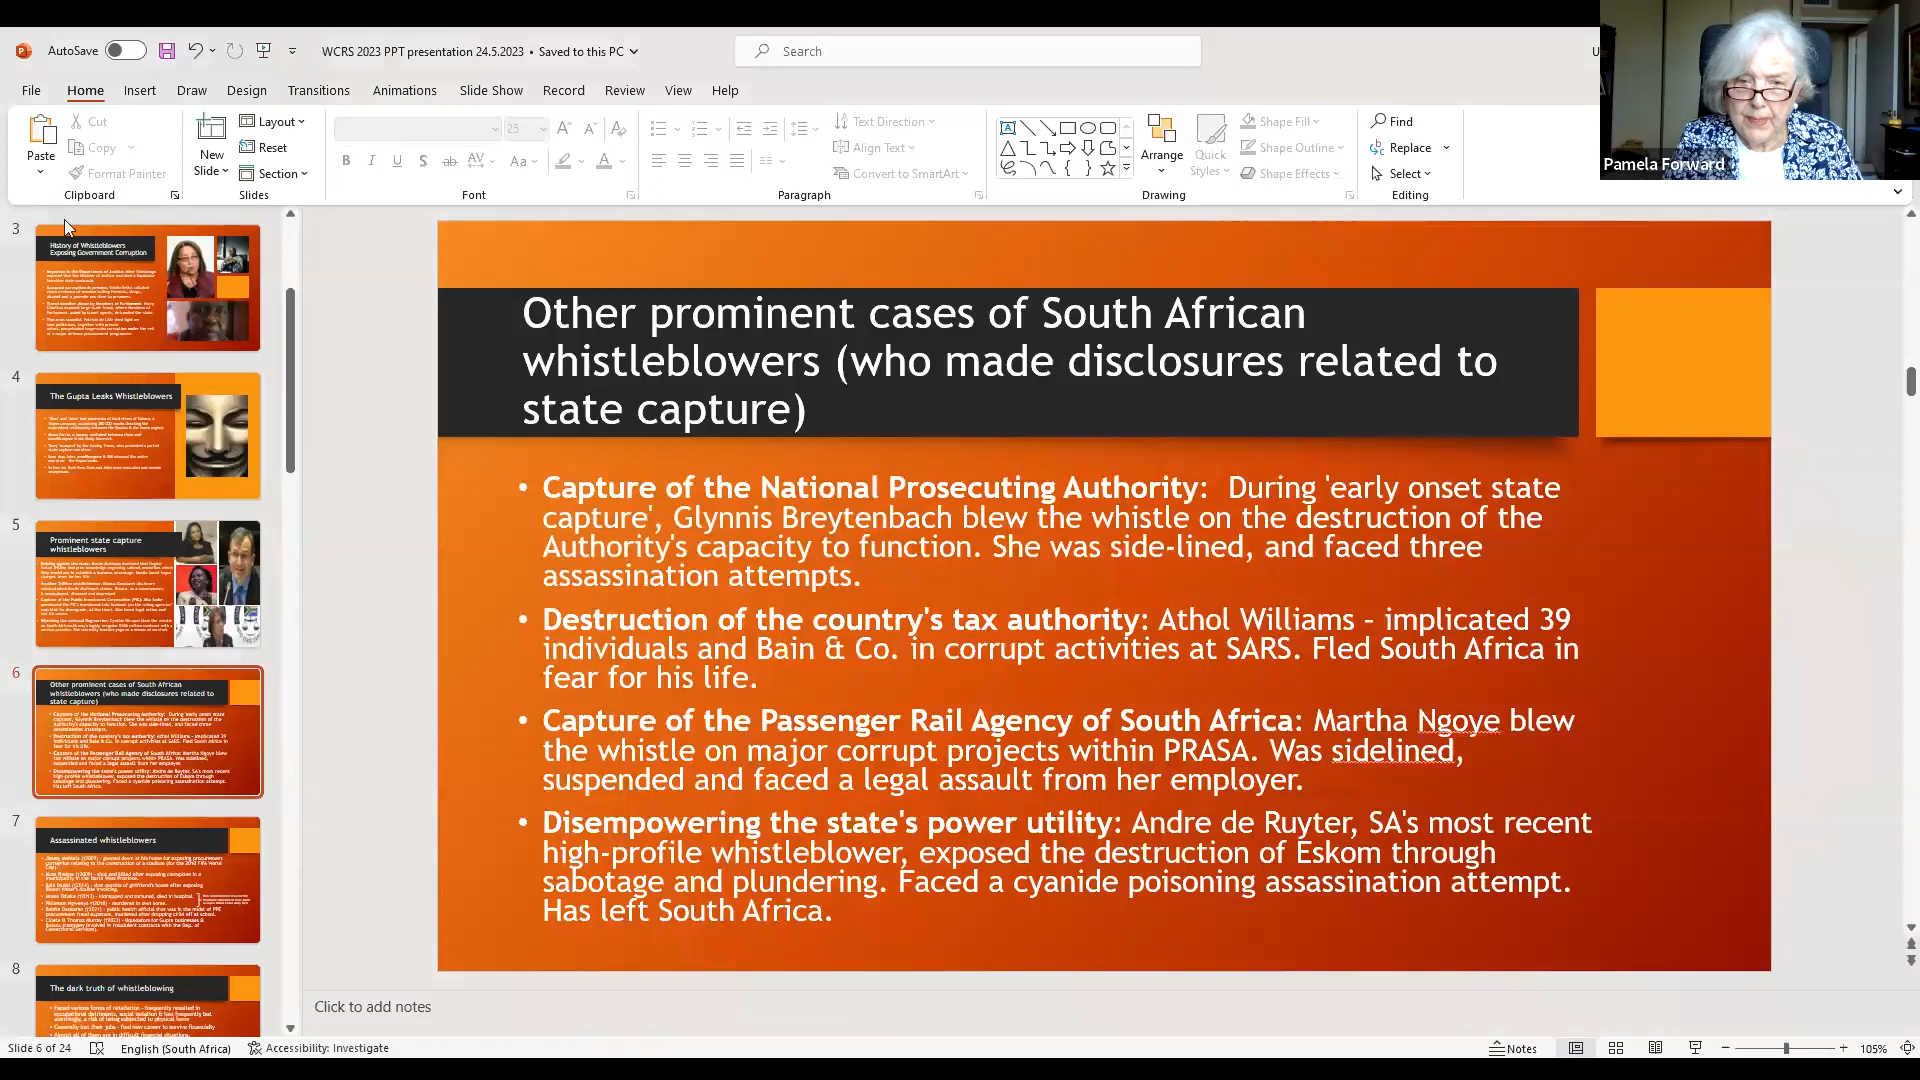 AutoSave
WCRS 2023 PPT presentation 24.5.2023 • Saved to this PC
Search
Pamela Forward
File Home Insert Draw Design Transitions Animations Slide Show Record Review View Help
Paste
Cut
Copy
Format Painter
Clipboard
New
Slide
Layout
Reset
Section
Slides
25
Font
Text Direction
Align Text
Convert to SmartArt
Paragraph
Arrange
Quick
Styles
Shape Fill
Shape Outline
Shape Effects
Drawing
Find
Replace
Select
Editing
3
History of Whistleblowers
Exposing Government Corruption
4
The Gupta Leaks Whistleblowers
5
Prominent state capture
whistleblowers
6
Other prominent cases of South African
whistleblowers (who made disclosures related to
state capture)
7
Assassinated whistleblowers
8
The dark truth of whistleblowing
Other prominent cases of South African
whistleblowers (who made disclosures related to
state capture)
• Capture of the National Prosecuting Authority: During 'early onset state
capture', Glynnis Breytenbach blew the whistle on the destruction of the
Authority's capacity to function. She was side-lined, and faced three
assassination attempts.
• Destruction of the country's tax authority: Athol Williams - implicated 39
individuals and Bain & Co. in corrupt activities at SARS. Fled South Africa in
fear for his life.
• Capture of the Passenger Rail Agency of South Africa: Martha Ngoye blew
the whistle on major corrupt projects within PRASA. Was sidelined,
suspended and faced a legal assault from her employer.
• Disempowering the state's power utility: Andre de Ruyter, SA's most recent
high-profile whistleblower, exposed the destruction of Eskom through
sabotage and plundering. Faced a cyanide poisoning assassination attempt.
Has left South Africa.
Click to add notes
Slide 6 of 24
English (South Africa)
Accessibility: Investigate
Notes
105%